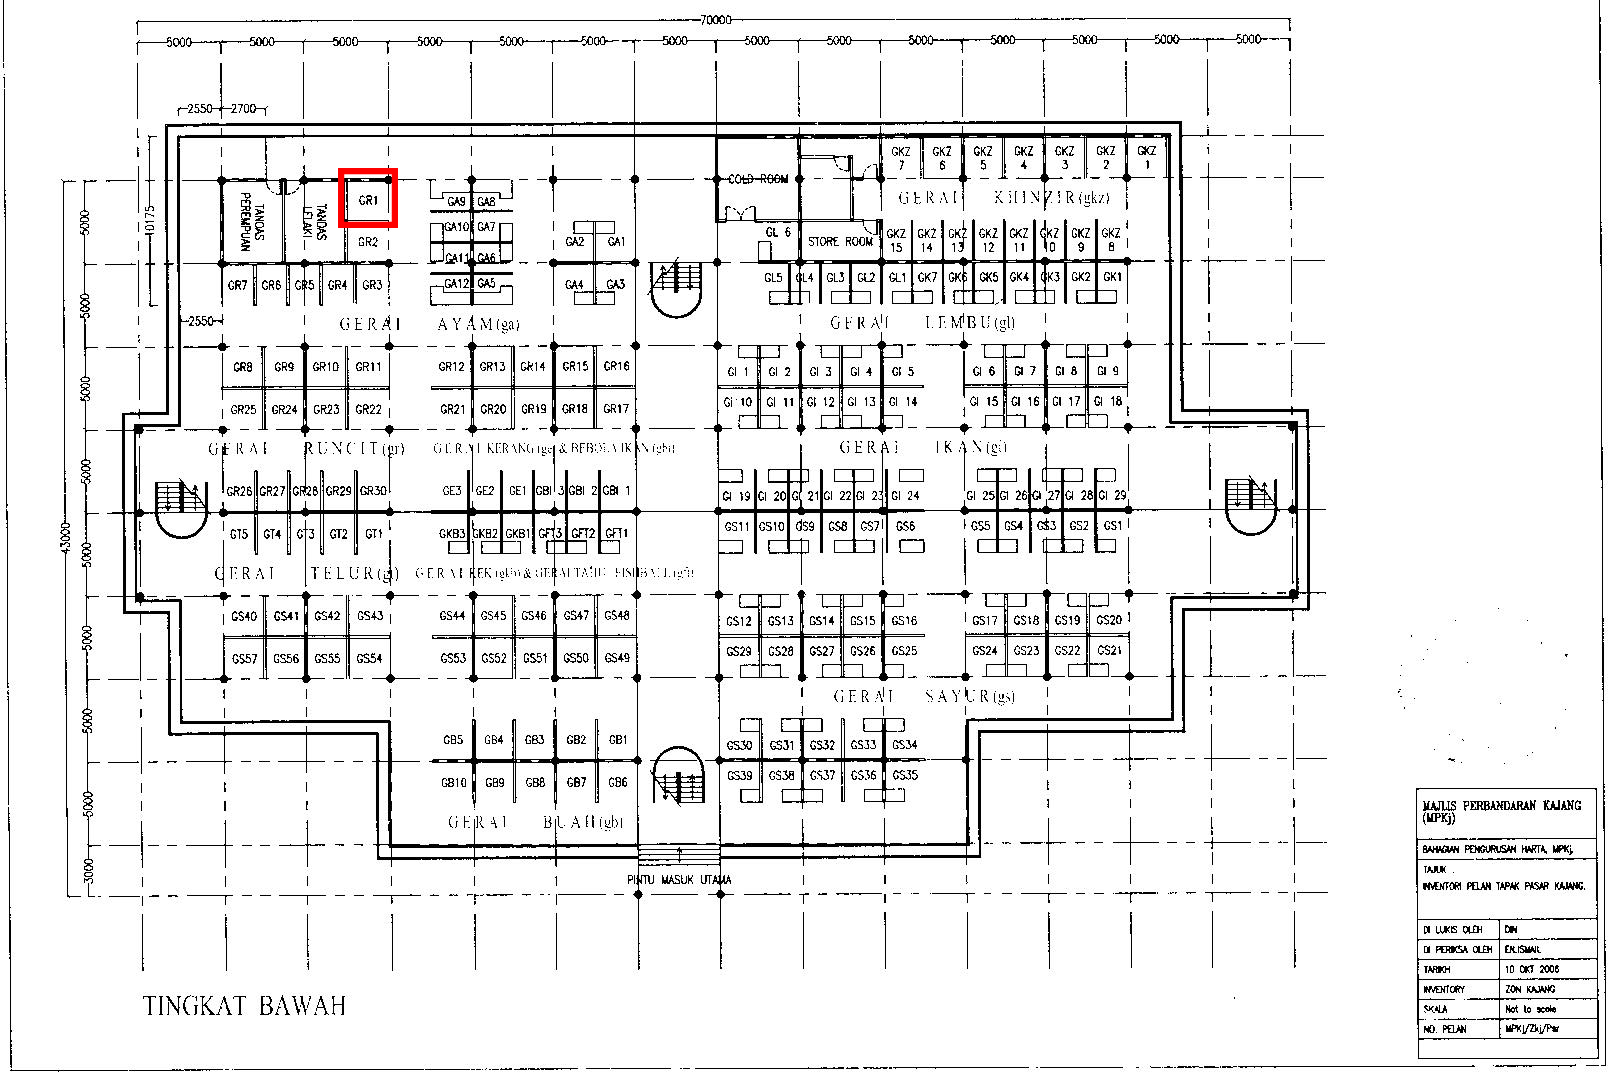 70000
5000 5000 5000 5000 5000 5000 5000 5000 5000 5000 5000 5000 5000 5000
2550 2700
GKZ 7 GKZ 6 GKZ 5 GKZ 4 GKZ 3 GKZ 2 GKZ 1
COLD ROOM
GERAI KHINZIR(gkz)
TANDAS PEREMPUAN
TANDAS LELAKI
GR1
GR2
GA9 GA8
GA10 GA7
GA11 GA6
GA12 GA5
GA2 GA1
GA4 GA3
GL 6
STORE ROOM
GKZ 15 GKZ 14 GKZ 13 GKZ 12 GKZ 11 GKZ 10 GKZ 9 GKZ 8
10175
GR7 GR6 GR5 GR4 GR3
GL5 GL4 GL3 GL2 GL1 GK7 GK6 GK5 GK4 GK3 GK2 GK1
2550
GERAI AYAM(ga)
GERAI LEMBU(gl)
GR8 GR9 GR10 GR11 GR12 GR13 GR14 GR15 GR16
GI 1 GI 2 GI 3 GI 4 GI 5 GI 6 GI 7 GI 8 GI 9
GR25 GR24 GR23 GR22 GR21 GR20 GR19 GR18 GR17
GI 10 GI 11 GI 12 GI 13 GI 14 GI 15 GI 16 GI 17 GI 18
GERAI RUNCIT(gr)
GERAI KERANG(ge) & BEBOLA IKAN(gbi)
GERAI IKAN(gi)
GR26 GR27 GR28 GR29 GR30 GE3 GE2 GE1 GBI 3 GBI 2 GBI 1
GI 19 GI 20 GI 21 GI 22 GI 23 GI 24 GI 25 GI 26 GI 27 GI 28 GI 29
GT5 GT4 GT3 GT2 GT1 GKB3 GKB2 GKB1 GFT3 GFT2 GFT1
GS11 GS10 GS9 GS8 GS7 GS6 GS5 GS4 GS3 GS2 GS1
GERAI TELUR(gt)
GERAI KEK(gkb) & GERAI TAHU FISHBALL(gft)
GS40 GS41 GS42 GS43 GS44 GS45 GS46 GS47 GS48
GS12 GS13 GS14 GS15 GS16 GS17 GS18 GS19 GS20
GS57 GS56 GS55 GS54 GS53 GS52 GS51 GS50 GS49
GS29 GS28 GS27 GS26 GS25 GS24 GS23 GS22 GS21
GERAI SAYUR(gs)
GB5 GB4 GB3 GB2 GB1
GS30 GS31 GS32 GS33 GS34
GB10 GB9 GB8 GB7 GB6
GS39 GS38 GS37 GS36 GS35
GERAI BUAH(gb)
PINTU MASUK UTAMA
5000
5000
5000
5000
5000
5000
5000
5000
3000
43000
TINGKAT BAWAH
MAJLIS PERBANDARAN KAJANG
(MPKj)
BAHAGIAN PENGURUSAN HARTA, MPKj.
TAJUK .
INVENTORI PELAN TAPAK PASAR KAJANG.
DI LUKIS OLEH DIN
DI PERIKSA OLEH EN.ISMAIL
TARIKH 10 OKT 2006
INVENTORY ZON KAJANG
SKALA Not to scale
NO. PELAN MPKj/Zkj/Psr